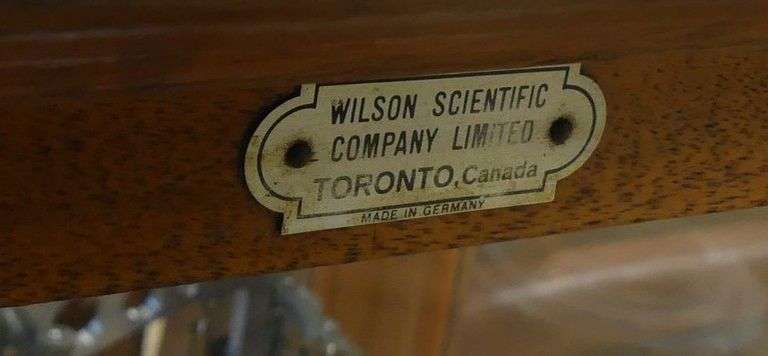 WILSON SCIENTIFIC
COMPANY LIMITED
TORONTO, Canada
MADE IN GERMANY